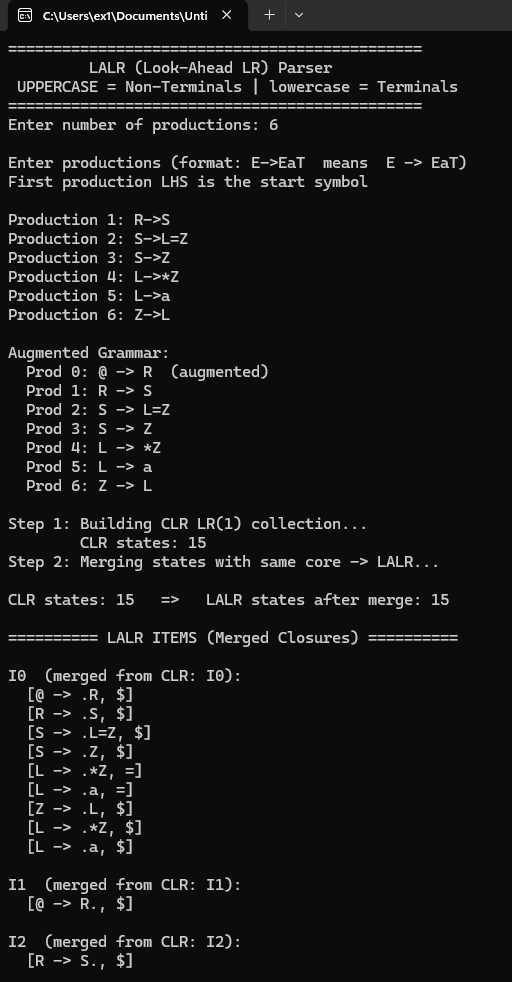 C:\Users\ex1\Documents\Unti
==============================================
LALR (Look-Ahead LR) Parser
UPPERCASE = Non-Terminals | lowercase = Terminals
==============================================
Enter number of productions: 6
Enter productions (format: E->EaT  means  E -> EaT)
First production LHS is the start symbol
Production 1: R->S
Production 2: S->L=Z
Production 3: S->Z
Production 4: L->*Z
Production 5: L->a
Production 6: Z->L
Augmented Grammar:
Prod 0: @ -> R  (augmented)
Prod 1: R -> S
Prod 2: S -> L=Z
Prod 3: S -> Z
Prod 4: L -> *Z
Prod 5: L -> a
Prod 6: Z -> L
Step 1: Building CLR LR(1) collection...
CLR states: 15
Step 2: Merging states with same core -> LALR...
CLR states: 15   =>   LALR states after merge: 15
========== LALR ITEMS (Merged Closures) ==========
I0  (merged from CLR: I0):
[@ -> .R, $]
[R -> .S, $]
[S -> .L=Z, $]
[S -> .Z, $]
[L -> .*Z, =]
[L -> .a, =]
[Z -> .L, $]
[L -> .*Z, $]
[L -> .a, $]
I1  (merged from CLR: I1):
[@ -> R., $]
I2  (merged from CLR: I2):
[R -> S., $]